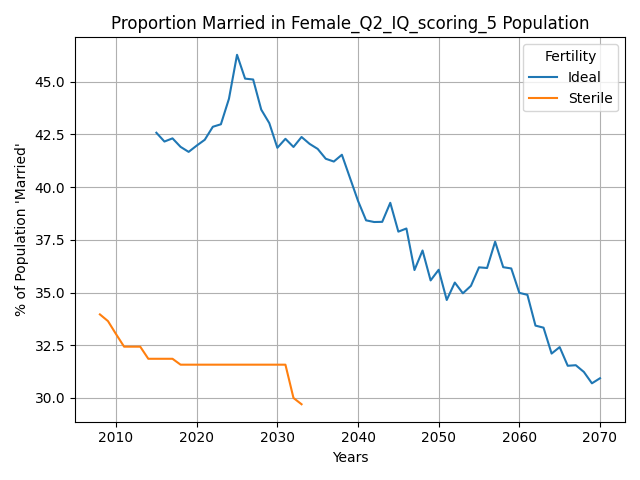 Proportion Married in Female_Q2_IQ_scoring_5 Population
% of Population 'Married'
45.0
42.5
40.0
37.5
35.0
32.5
30.0
Fertility
Ideal
Sterile
2010 2020 2030 2040 2050 2060 2070
Years